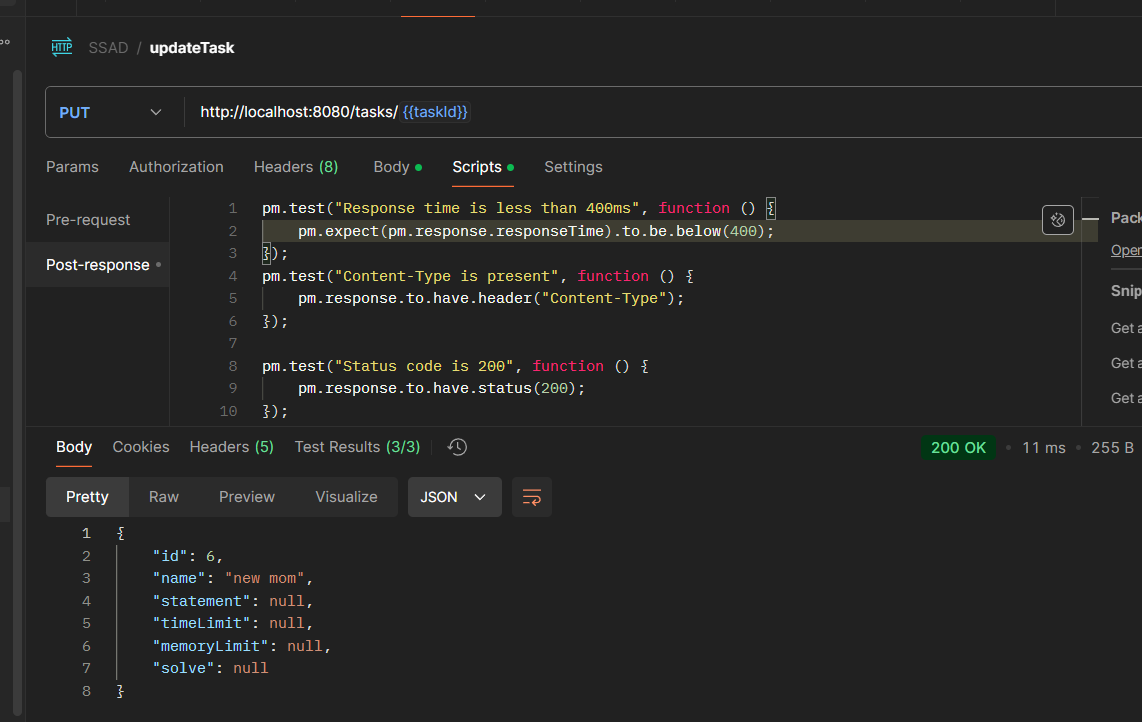 HTTP SSAD / updateTask
PUT http://localhost:8080/tasks/ {{taskId}}
Params Authorization Headers (8) Body Scripts Settings
Pre-request
Post-response
1 pm.test("Response time is less than 400ms", function () {
2 pm.expect(pm.response.responseTime).to.be.below(400);
3 });
4 pm.test("Content-Type is present", function () {
5 pm.response.to.have.header("Content-Type");
6 });
7
8 pm.test("Status code is 200", function () {
9 pm.response.to.have.status(200);
10 });
Pack
Open
Snip
Get a
Get a
Get a
Body Cookies Headers (5) Test Results (3/3) 200 OK • 11 ms • 255 B
Pretty Raw Preview Visualize JSON
1 {
2 "id": 6,
3 "name": "new mom",
4 "statement": null,
5 "timeLimit": null,
6 "memoryLimit": null,
7 "solve": null
8 }